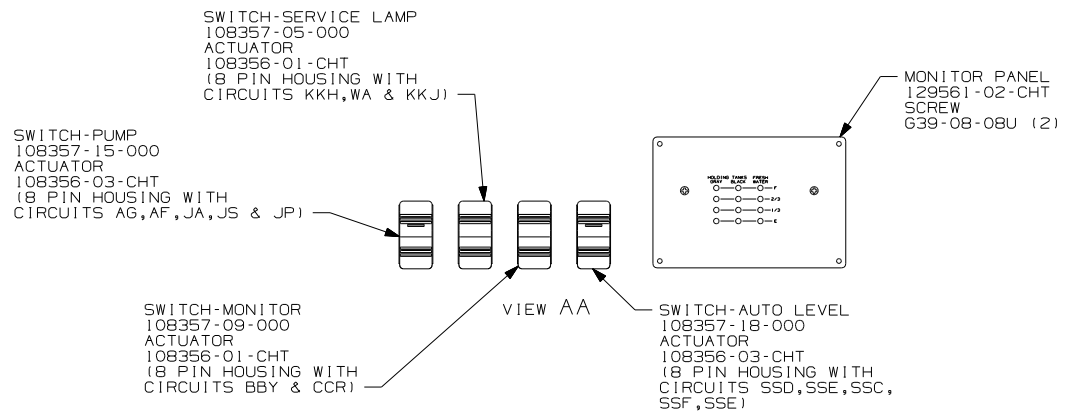 SWITCH-SERVICE LAMP
108357-05-000
ACTUATOR
108356-01-CHT
(8 PIN HOUSING WITH
CIRCUITS KKH,WA & KKJ)
MONITOR PANEL
129561-02-CHT
SCREW
G39-08-08U (2)
SWITCH-PUMP
108357-15-000
ACTUATOR
108356-03-CHT
(8 PIN HOUSING WITH
CIRCUITS AG,AF,JA,JS & JP)
HOLDING TANKS FRESH
GRAY BLACK WATER
F
2/3
1/3
E
VIEW AA
SWITCH-MONITOR
108357-09-000
ACTUATOR
108356-01-CHT
(8 PIN HOUSING WITH
CIRCUITS BBY & CCR)
SWITCH-AUTO LEVEL
108357-18-000
ACTUATOR
108356-03-CHT
(8 PIN HOUSING WITH
CIRCUITS SSD,SSE,SSC,
SSF,SSE)